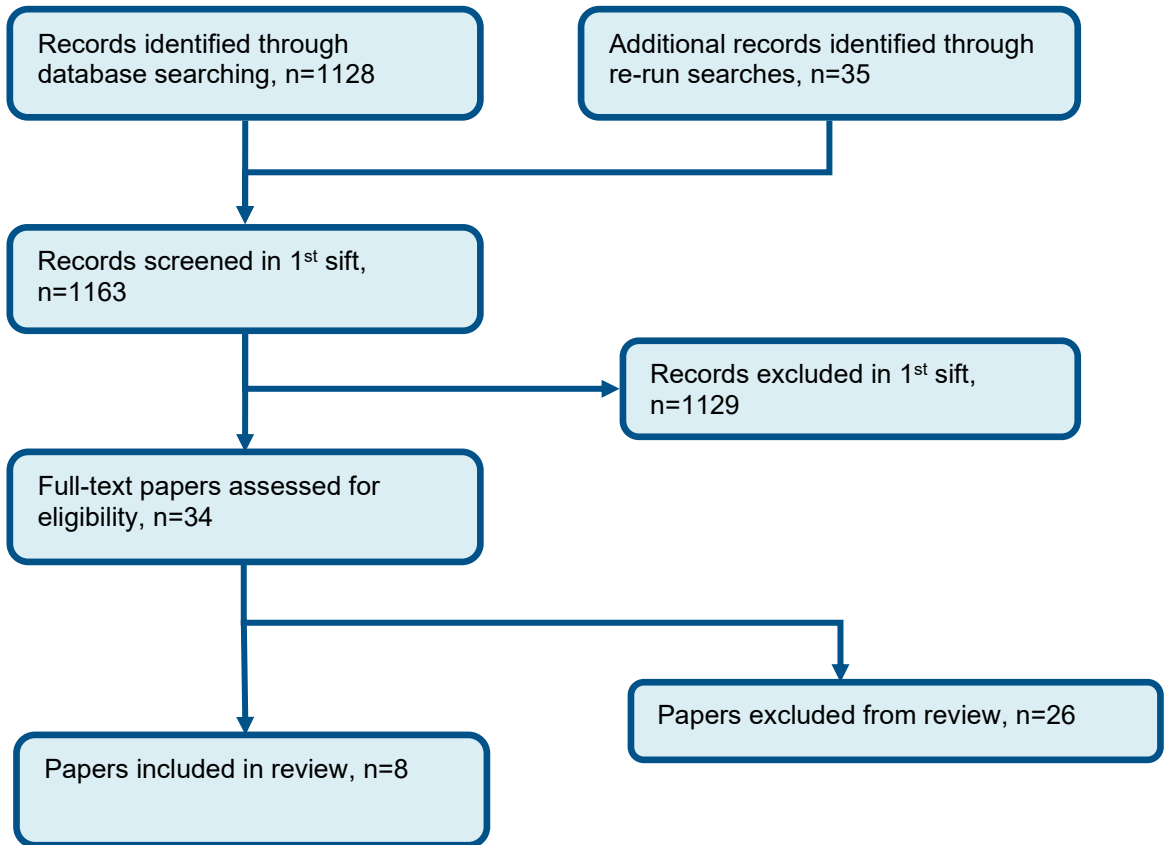 Records identified through
database searching, n=1128
Additional records identified through
re-run searches, n=35
Records screened in 1st sift,
n=1163
Records excluded in 1st sift,
n=1129
Full-text papers assessed for
eligibility, n=34
Papers excluded from review, n=26
Papers included in review, n=8